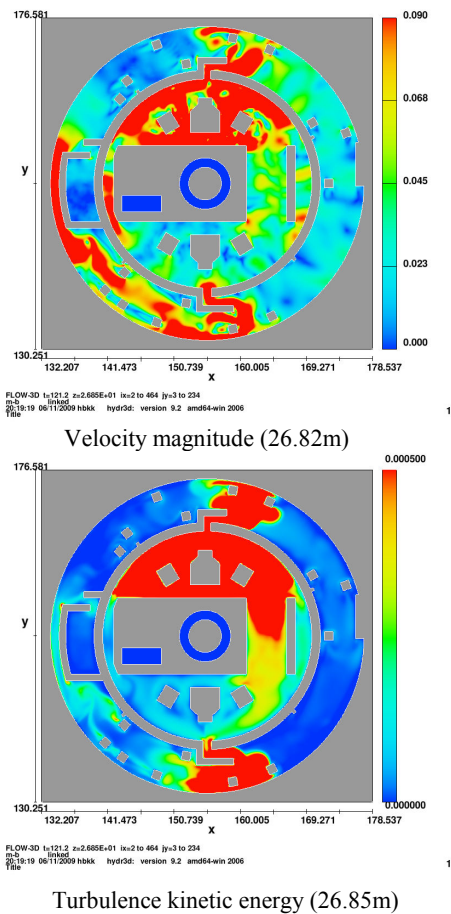 176.581
0.090
0.068
y
0.045
0.023
0.000
130.251
132.207 141.473 150.739 160.005 169.271 178.537
x
FLOW-3D t=121.2 z=2.685E+01 ix=2 to 464 jy=3 to 234
m-b linked
20:19:19 06/11/2009 hbkk hydr3d: version 9.2 amd64-win 2006
Title
1
Velocity magnitude (26.82m)
176.581
0.000500
y
0.000000
130.251
132.207 141.473 150.739 160.005 169.271 178.537
x
FLOW-3D t=121.2 z=2.685E+01 ix=2 to 464 jy=3 to 234
m-b linked
20:19:19 06/11/2009 hbkk hydr3d: version 9.2 amd64-win 2006
Title
1
Turbulence kinetic energy (26.85m)